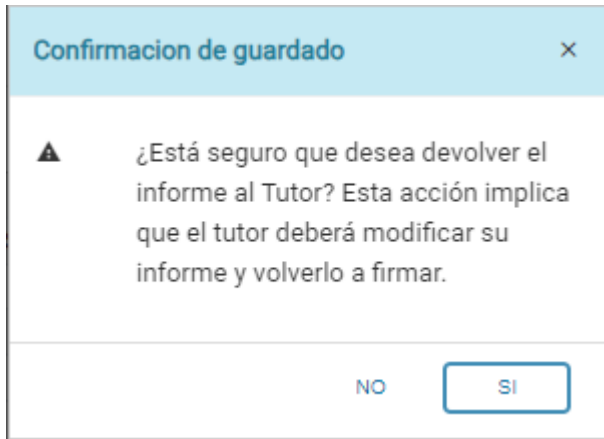 Confirmacion de guardado
¿Está seguro que desea devolver el
informe al Tutor? Esta acción implica
que el tutor deberá modificar su
informe y volverlo a firmar.
NO SI